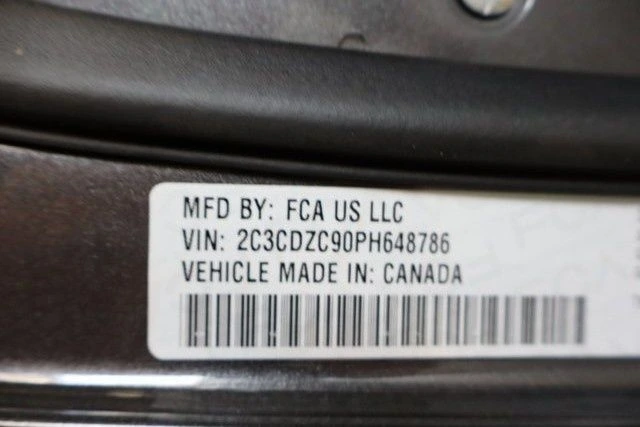 MFD BY: FCA US LLC
VIN: 2C3CDZC90PH648786
VEHICLE MADE IN: CANADA